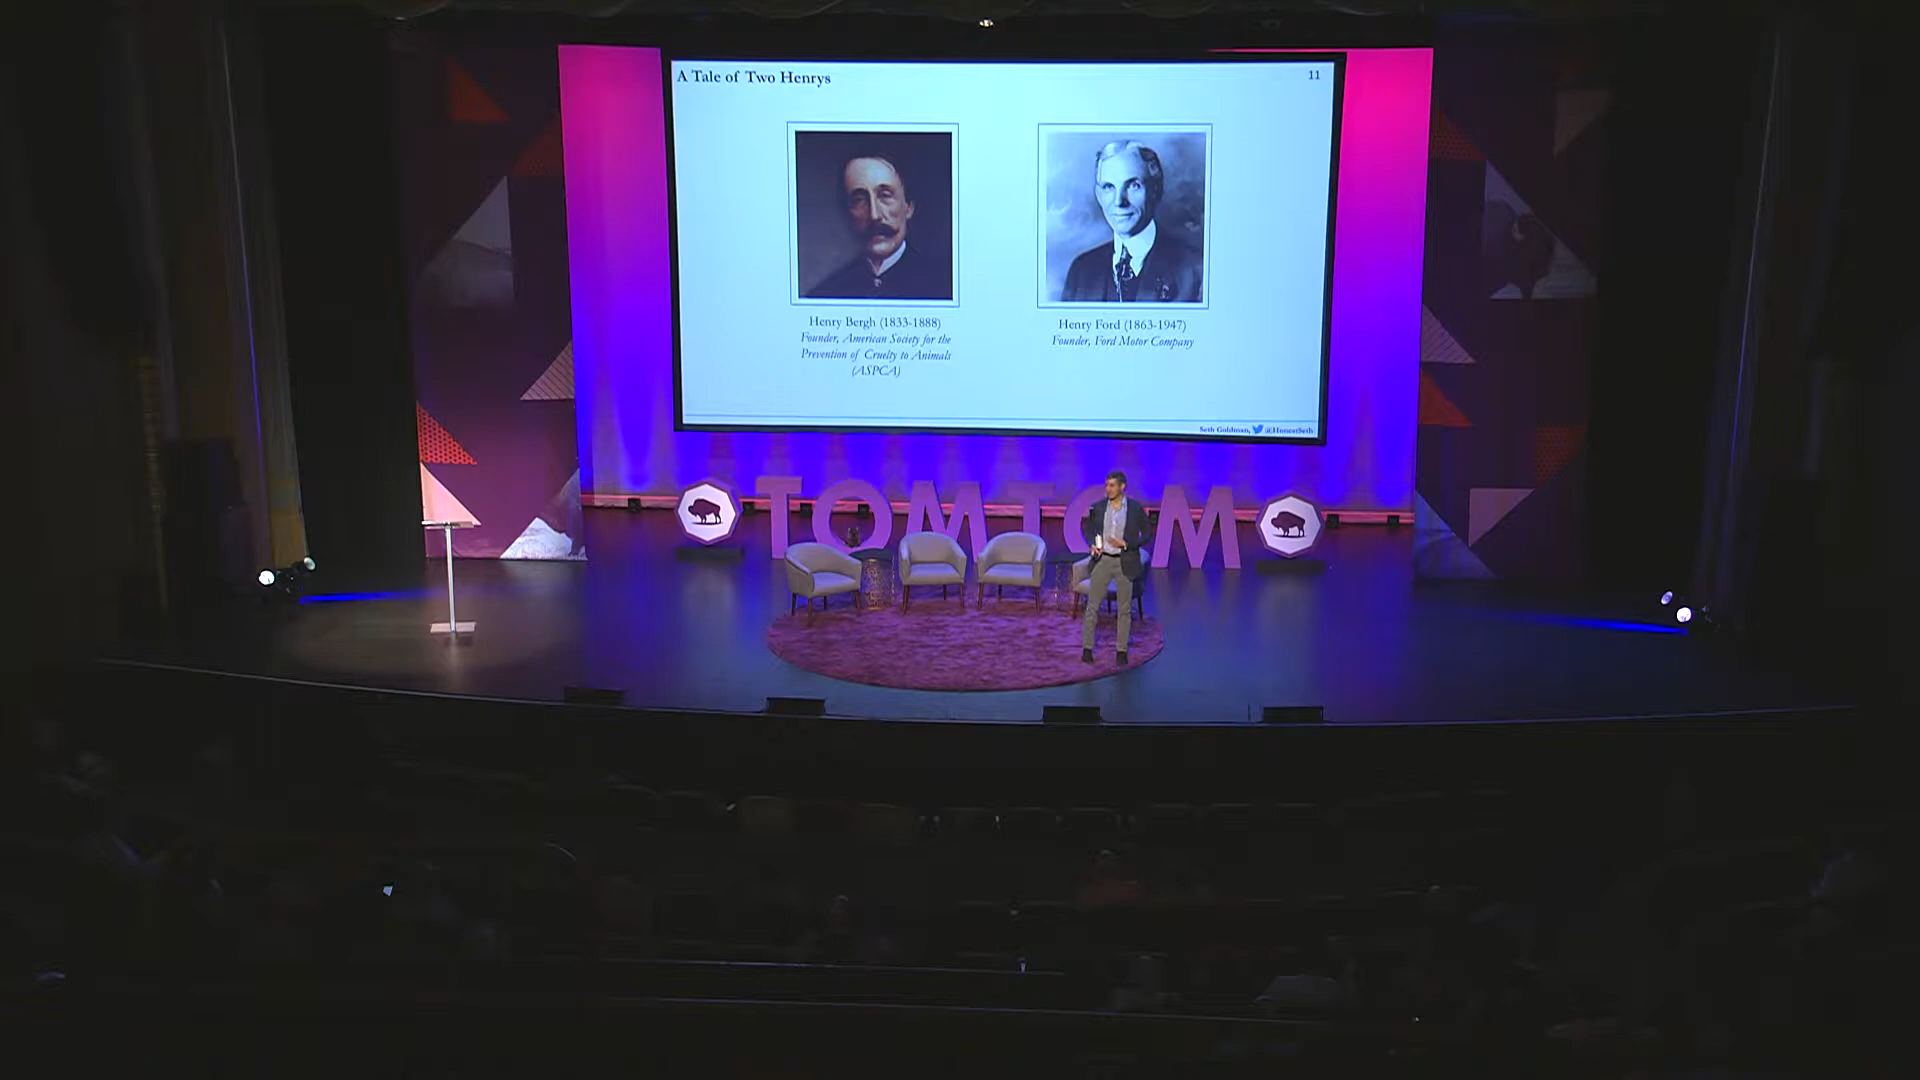 A Tale of Two Henrys
11
Henry Bergh (1833-1888)
Founder, American Society for the
Prevention of Cruelty to Animals
(ASPCA)
Henry Ford (1863-1947)
Founder, Ford Motor Company
Seth Goldman, @HonestSeth
TOMTOM